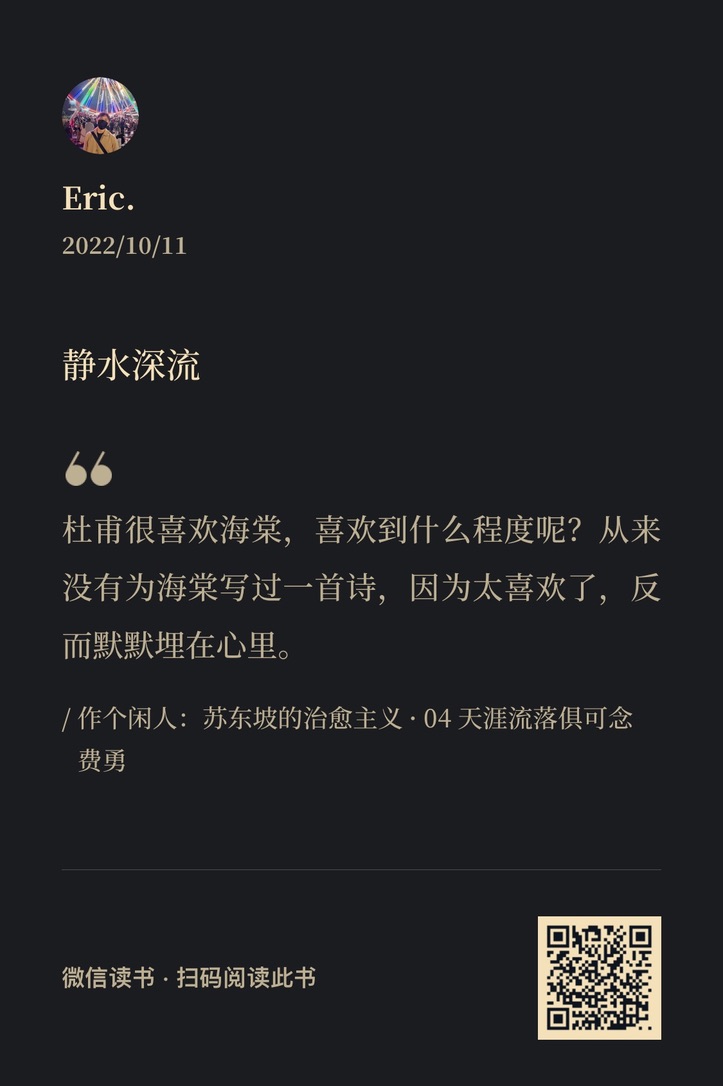 Eric.
2022/10/11
静水深流
“
杜甫很喜欢海棠，喜欢到什么程度呢？从来
没有为海棠写过一首诗，因为太喜欢了，反
而默默埋在心里。
/ 作个闲人：苏东坡的治愈主义 · 04 天涯流落俱可念
费勇
微信读书 · 扫码阅读此书